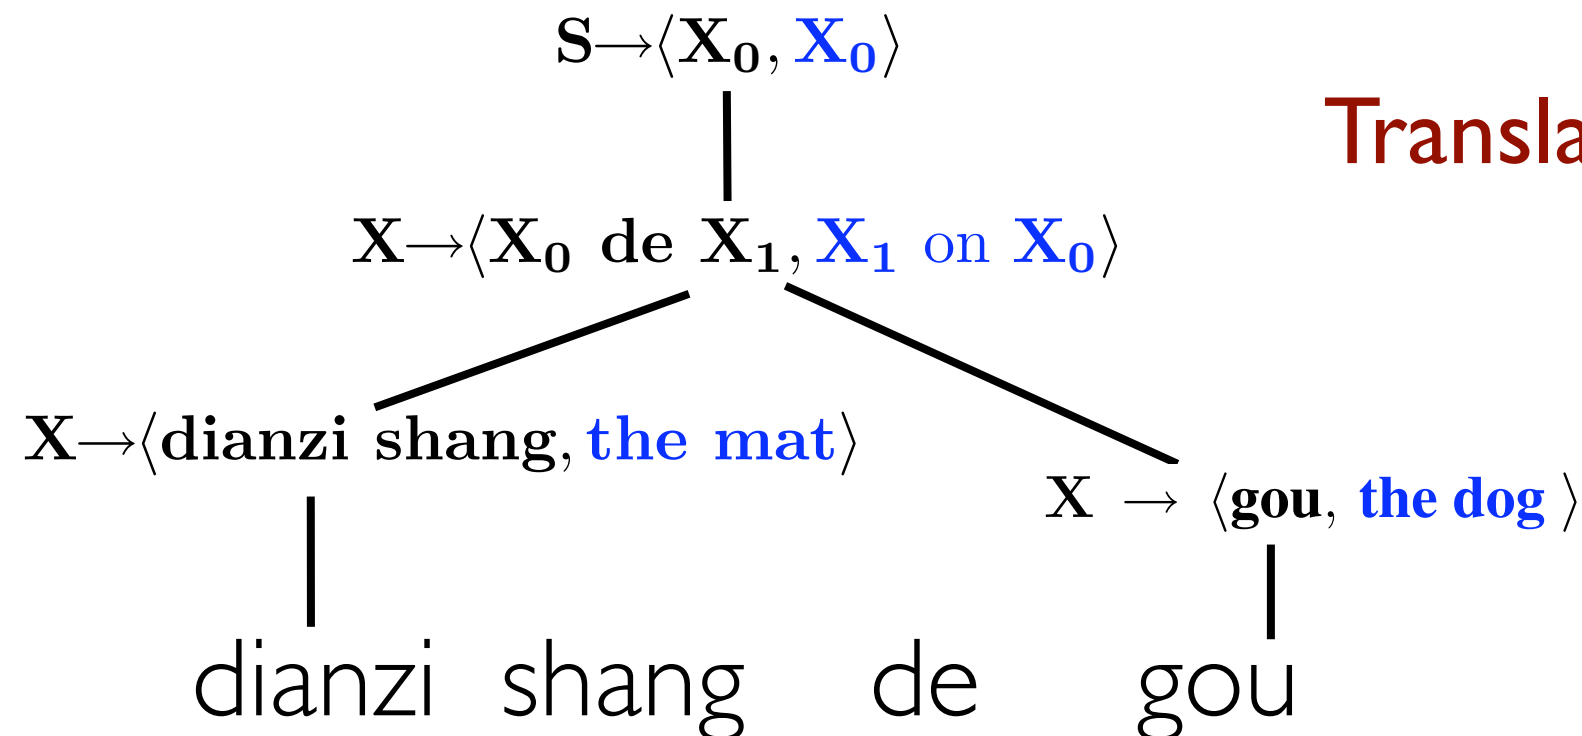 S→⟨X₀, X₀⟩
Transla
X→⟨X₀ de X₁, X₁ on X₀⟩
X→⟨dianzi shang, the mat⟩
X → ⟨gou, the dog ⟩
dianzi shang de gou